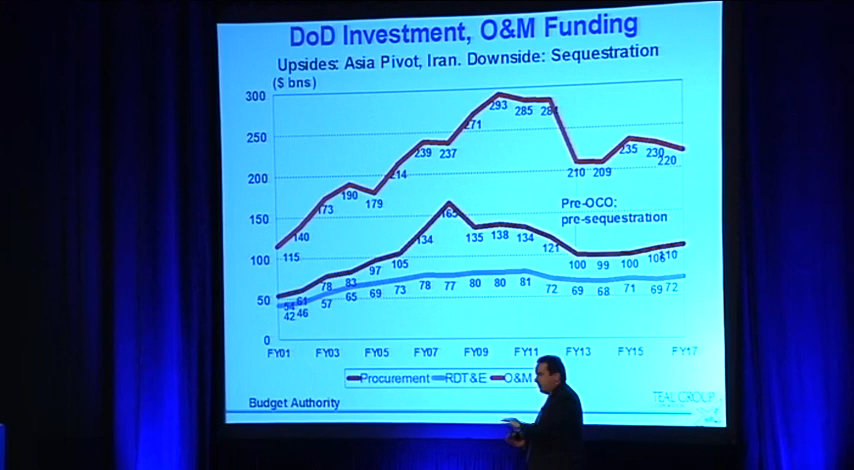 DoD Investment, O&M Funding
Upsides: Asia Pivot, Iran. Downside: Sequestration
($ bns)
300
250
200
150
100
50
0
115 140 173 190 179 214 239 237 271 293 285 281 210 209 235 230 220
Pre-OCO:
pre-sequestration
54 61 78 83 97 105 134 165 135 138 134 121 100 99 100 106 110
42 46 57 65 69 73 78 77 80 80 81 72 69 68 71 69 72
FY01 FY03 FY05 FY07 FY09 FY11 FY13 FY15 FY17
Procurement RDT&E O&M
Budget Authority
TEAL GROUP